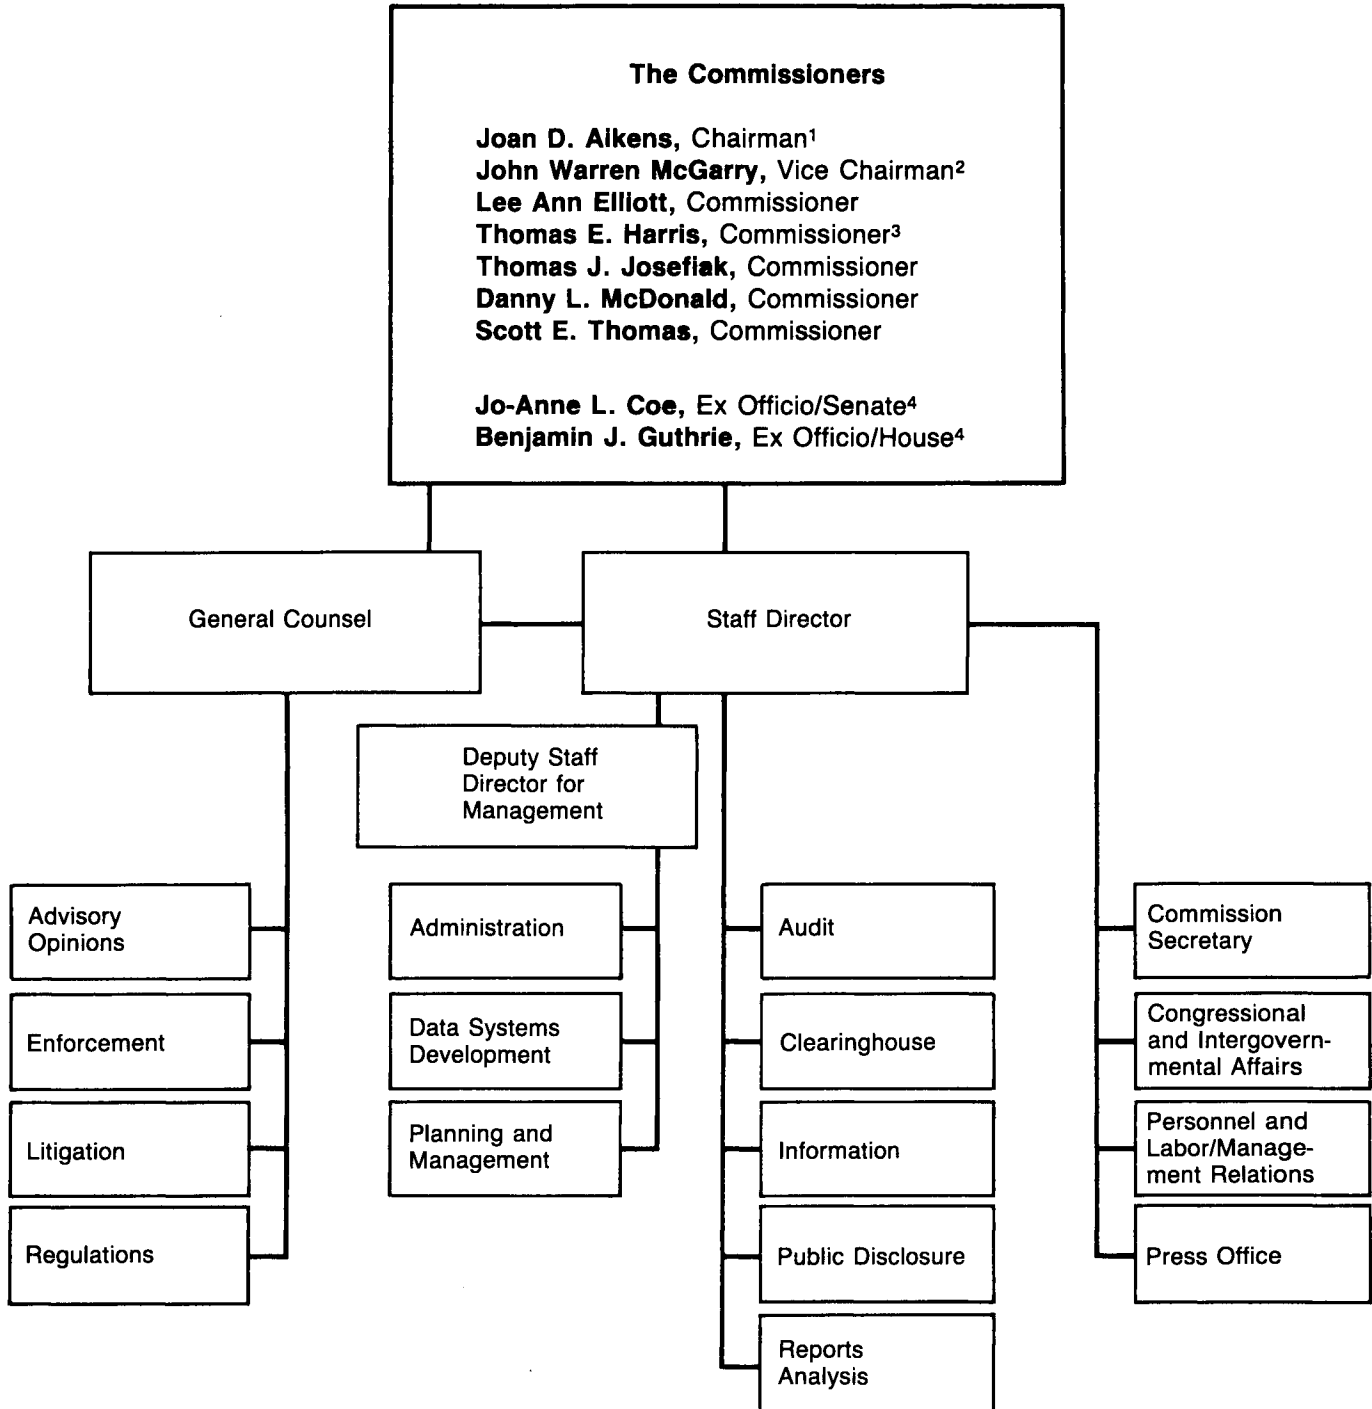 The Commissioners
Joan D. Aikens, Chairman¹
John Warren McGarry, Vice Chairman²
Lee Ann Elliott, Commissioner
Thomas E. Harris, Commissioner³
Thomas J. Josefiak, Commissioner
Danny L. McDonald, Commissioner
Scott E. Thomas, Commissioner
Jo-Anne L. Coe, Ex Officio/Senate⁴
Benjamin J. Guthrie, Ex Officio/House⁴
General Counsel
Staff Director
Deputy Staff
Director for
Management
Advisory
Opinions
Enforcement
Litigation
Regulations
Administration
Data Systems
Development
Planning and
Management
Audit
Clearinghouse
Information
Public Disclosure
Reports
Analysis
Commission
Secretary
Congressional
and Intergovern-
mental Affairs
Personnel and
Labor/Manage-
ment Relations
Press Office